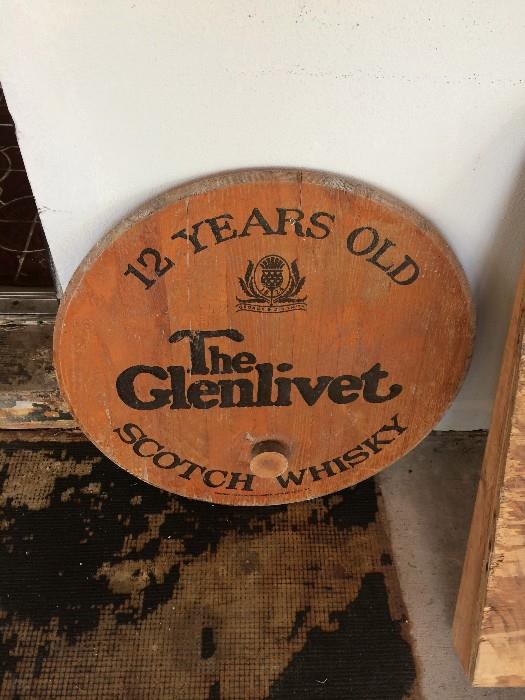 12 YEARS OLD
The
Glenlivet
SCOTCH WHISKY